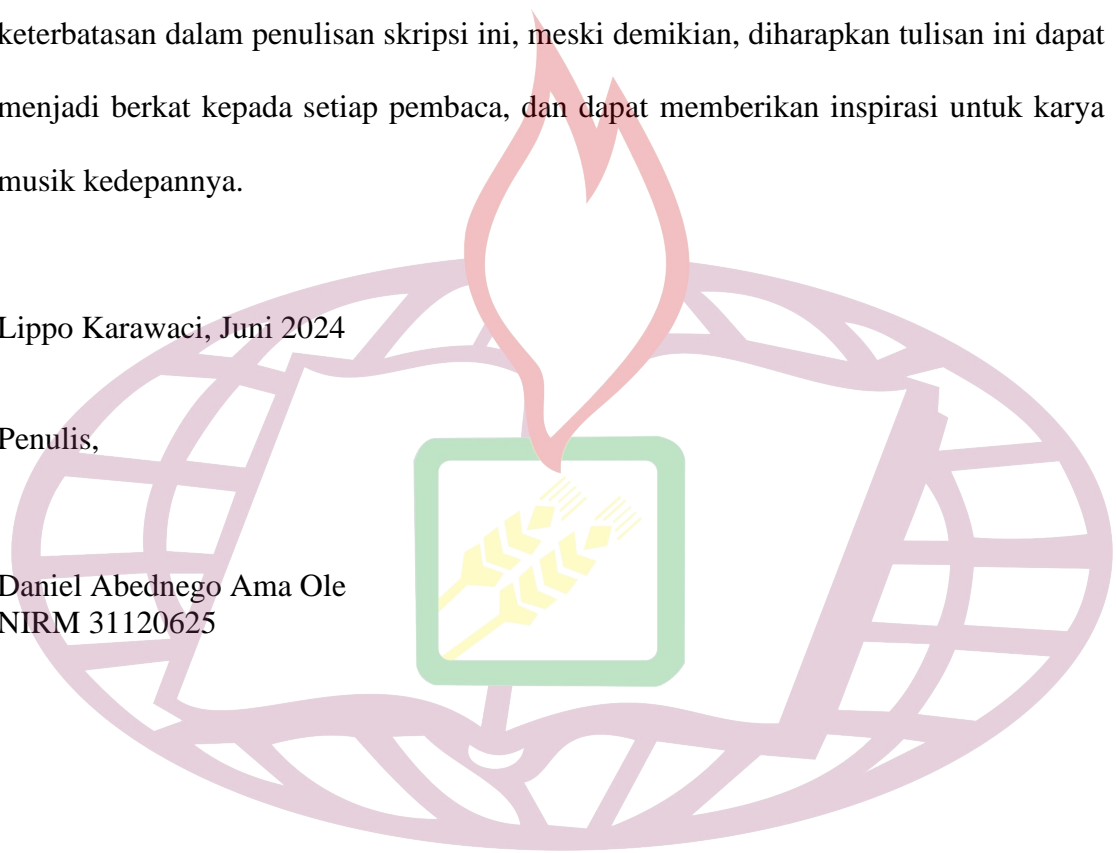 keterbatasan dalam penulisan skripsi ini, meski demikian, diharapkan tulisan ini dapat
menjadi berkat kepada setiap pembaca, dan dapat memberikan inspirasi untuk karya
musik kedepannya.
Lippo Karawaci, Juni 2024
Penulis,
Daniel Abednego Ama Ole
NIRM 31120625